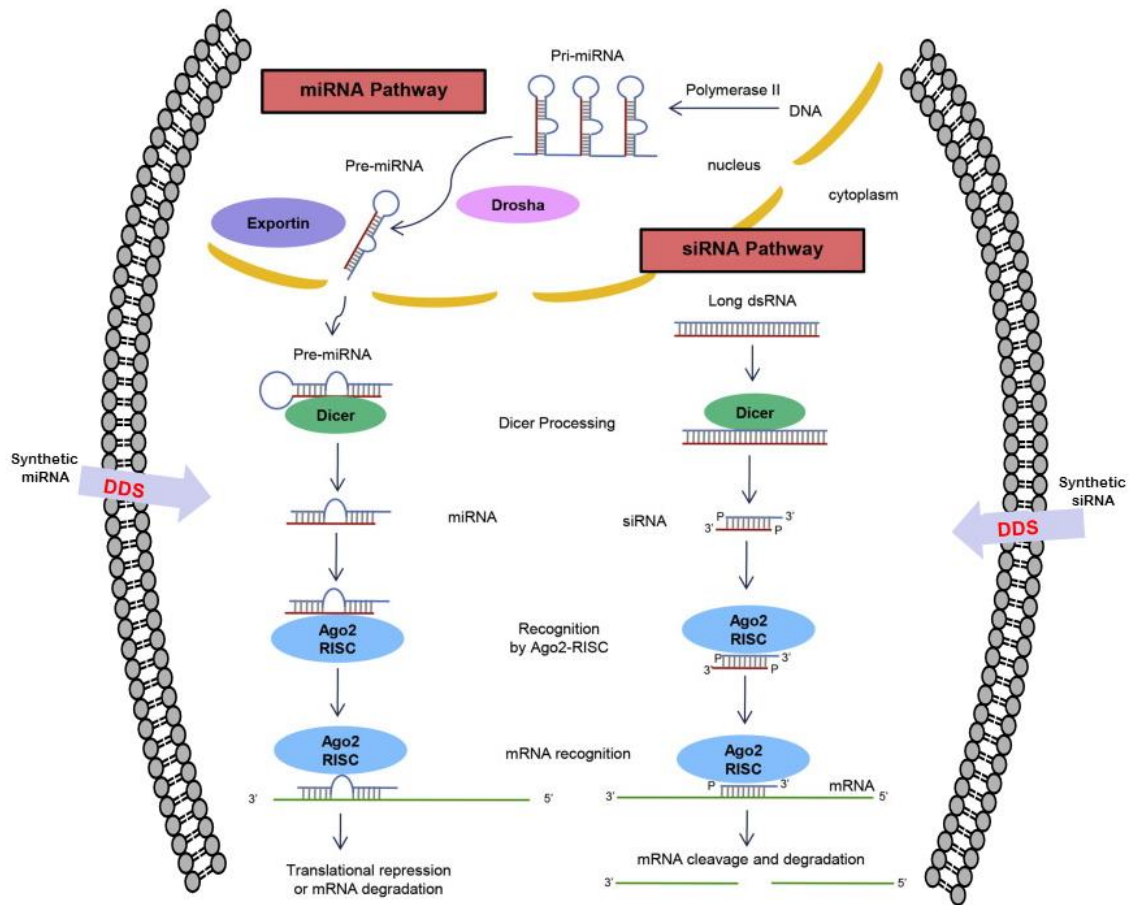 Pri-miRNA
miRNA Pathway
Polymerase II
DNA
Pre-miRNA
nucleus
cytoplasm
Exportin
Drosha
siRNA Pathway
Long dsRNA
Pre-miRNA
Dicer
Dicer Processing
Dicer
Synthetic
miRNA
DDS
Synthetic
siRNA
DDS
miRNA
siRNA
P 3'
3' P
Ago2
RISC
Recognition
by Ago2-RISC
Ago2
RISC
P 3'
3' P
Ago2
RISC
mRNA recognition
Ago2
RISC
P 3'
mRNA
3' 5'
3' 5'
Translational repression
or mRNA degradation
mRNA cleavage and degradation
3' 5'